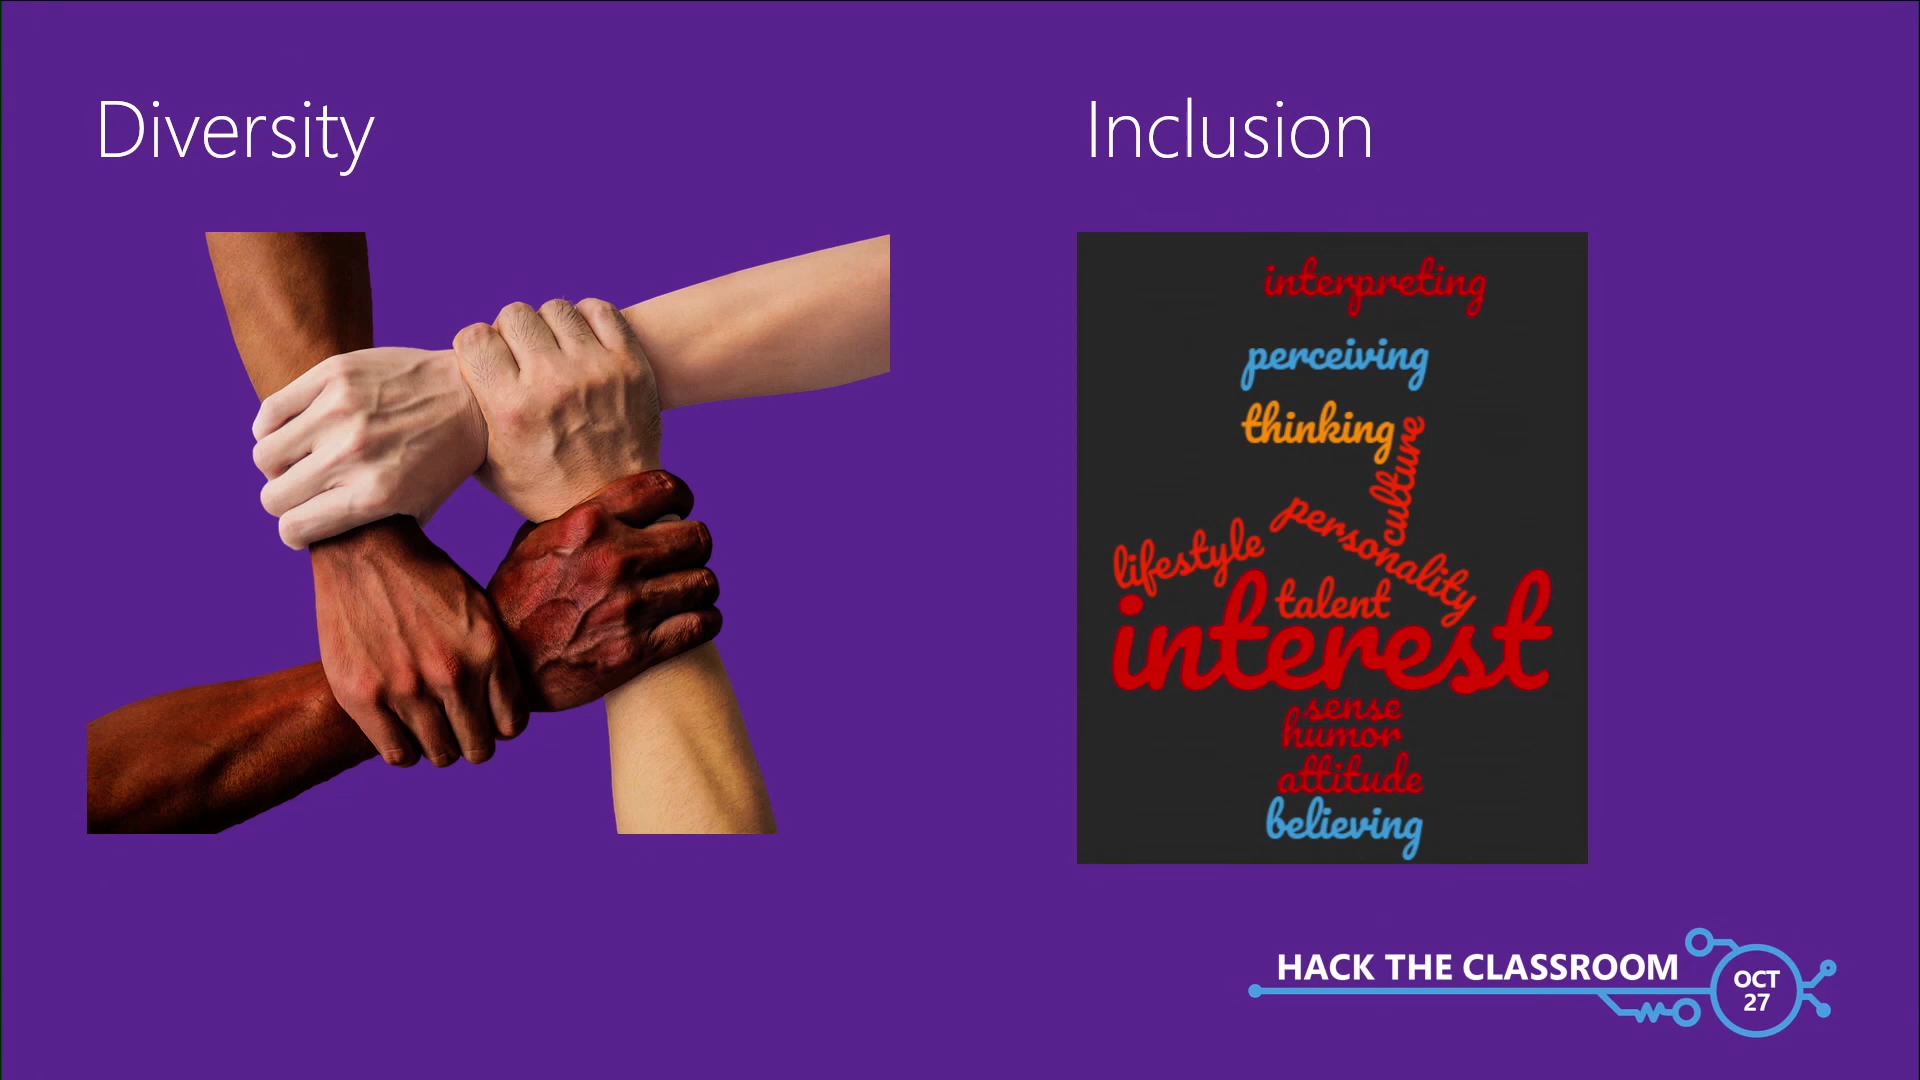 Diversity
Inclusion
interpreting
perceiving
thinking
culture
personality
lifestyle
talent
interest
sense
humor
attitude
believing
HACK THE CLASSROOM
OCT
27